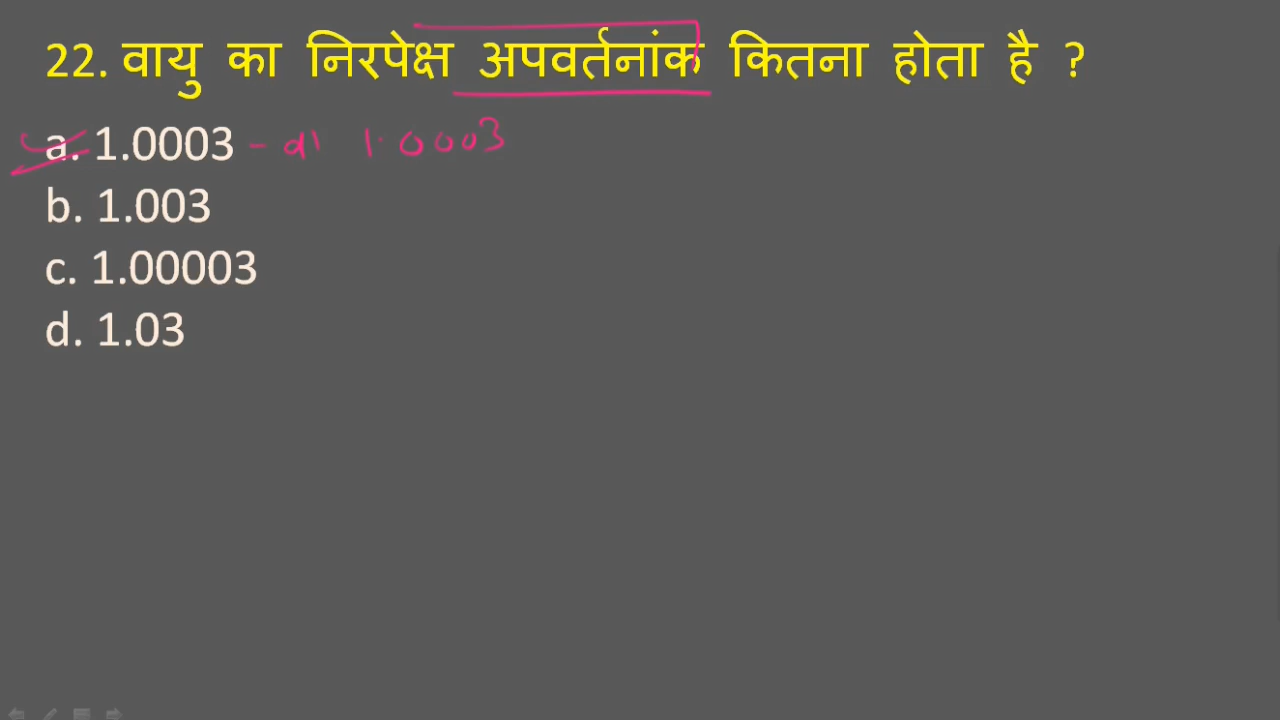 22. वायु का निरपेक्ष अपवर्तनांक कितना होता है ?
a. 1.0003 - 1.0003
b. 1.003
c. 1.00003
d. 1.03